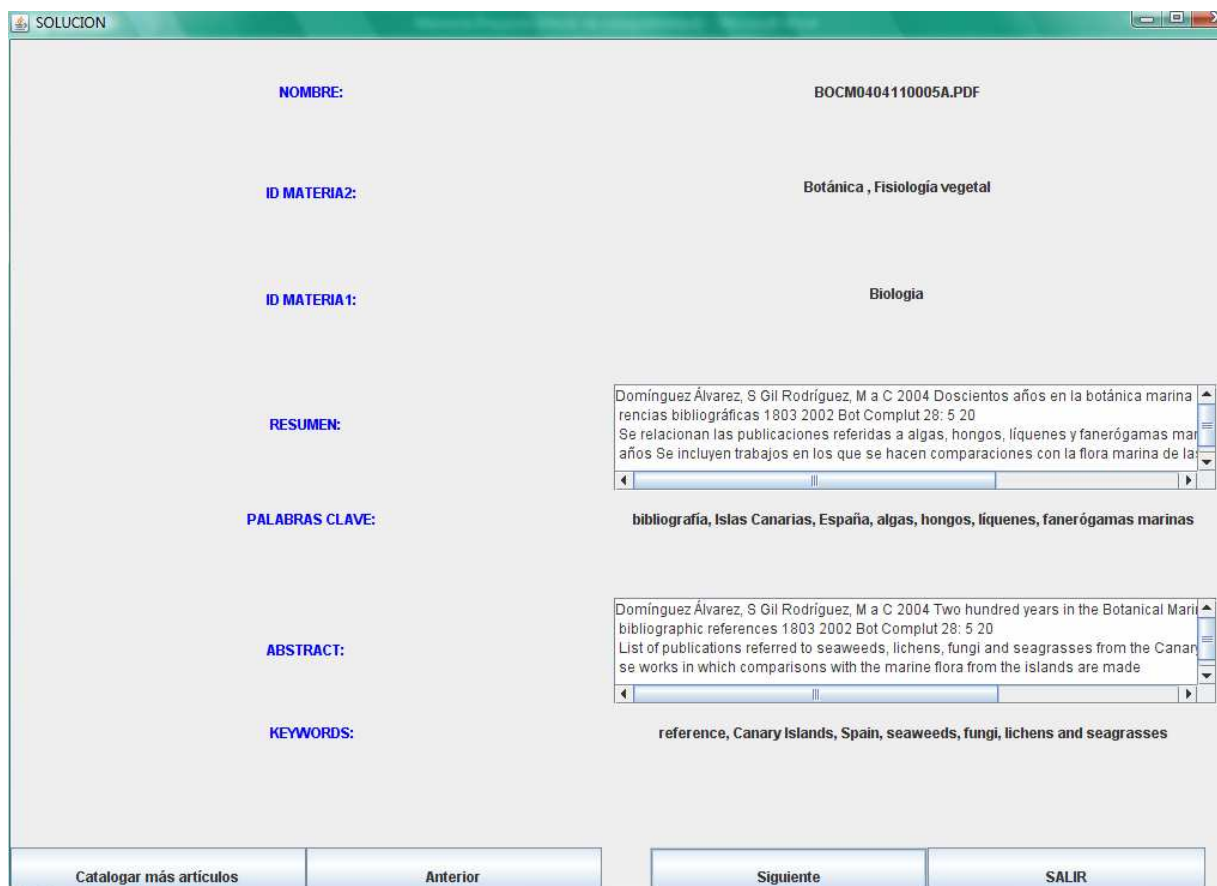 SOLUCION
NOMBRE:
BOCM0404110005A.PDF
ID MATERIA2:
Botánica , Fisiología vegetal
ID MATERIA1:
Biologia
RESUMEN:
Domínguez Álvarez, S Gil Rodríguez, M a C 2004 Doscientos años en la botánica marina
rencias bibliográficas 1803 2002 Bot Complut 28: 5 20
Se relacionan las publicaciones referidas a algas, hongos, líquenes y fanerógamas mar
años Se incluyen trabajos en los que se hacen comparaciones con la flora marina de las
PALABRAS CLAVE:
bibliografía, Islas Canarias, España, algas, hongos, líquenes, fanerógamas marinas
ABSTRACT:
Domínguez Álvarez, S Gil Rodríguez, M a C 2004 Two hundred years in the Botanical Mari
bibliographic references 1803 2002 Bot Complut 28: 5 20
List of publications referred to seaweeds, lichens, fungi and seagrasses from the Canary
se works in which comparisons with the marine flora from the islands are made
KEYWORDS:
reference, Canary Islands, Spain, seaweeds, fungi, lichens and seagrasses
Catalogar más artículos
Anterior
Siguiente
SALIR